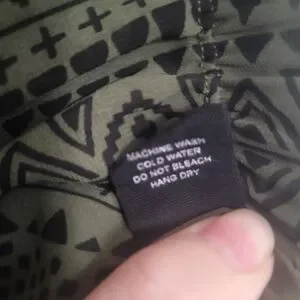 MACHINE WASH
COLD WATER
DO NOT BLEACH
HANG DRY